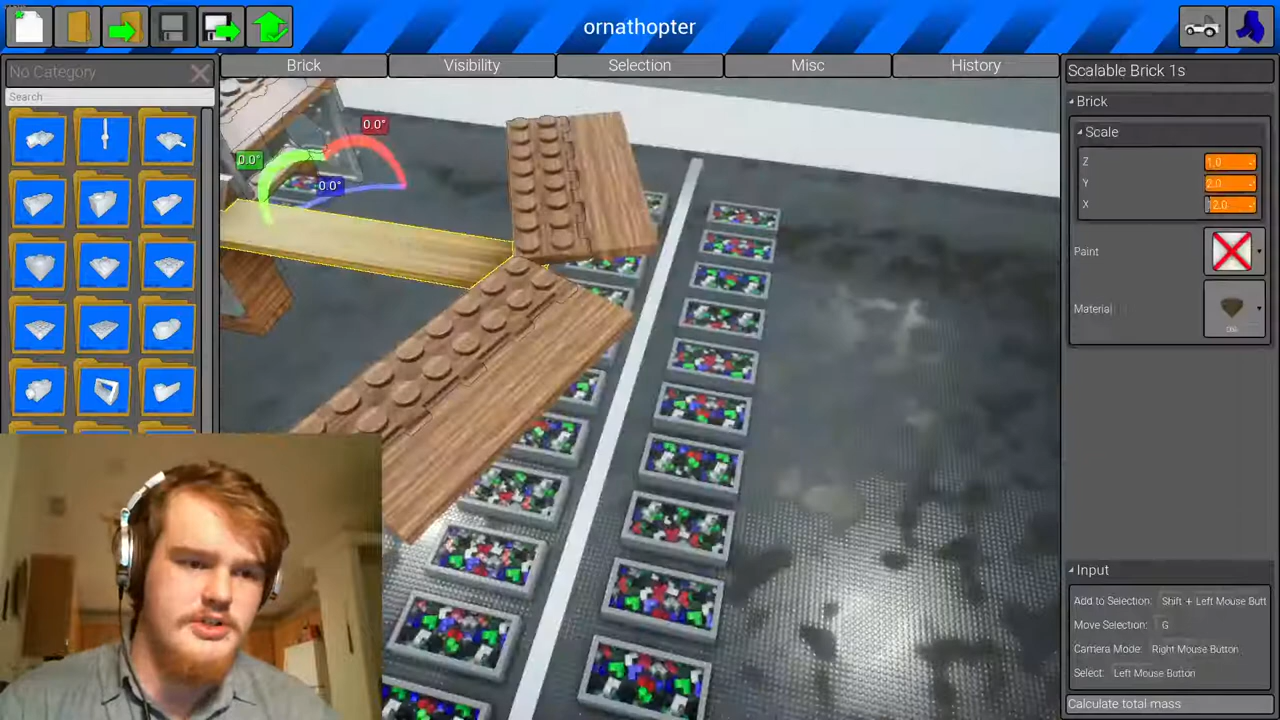 ornathopter
No Category
Search
Brick
Visibility
Selection
Misc
History
0.0°
0.0°
0.0°
Scalable Brick 1s
Brick
Scale
Z 1,0
Y 2.0
X 12.0
Paint
Material
Input
Add to Selection: Shift + Left Mouse Butt
Move Selection: G
Camera Mode: Right Mouse Button
Select: Left Mouse Button
Calculate total mass